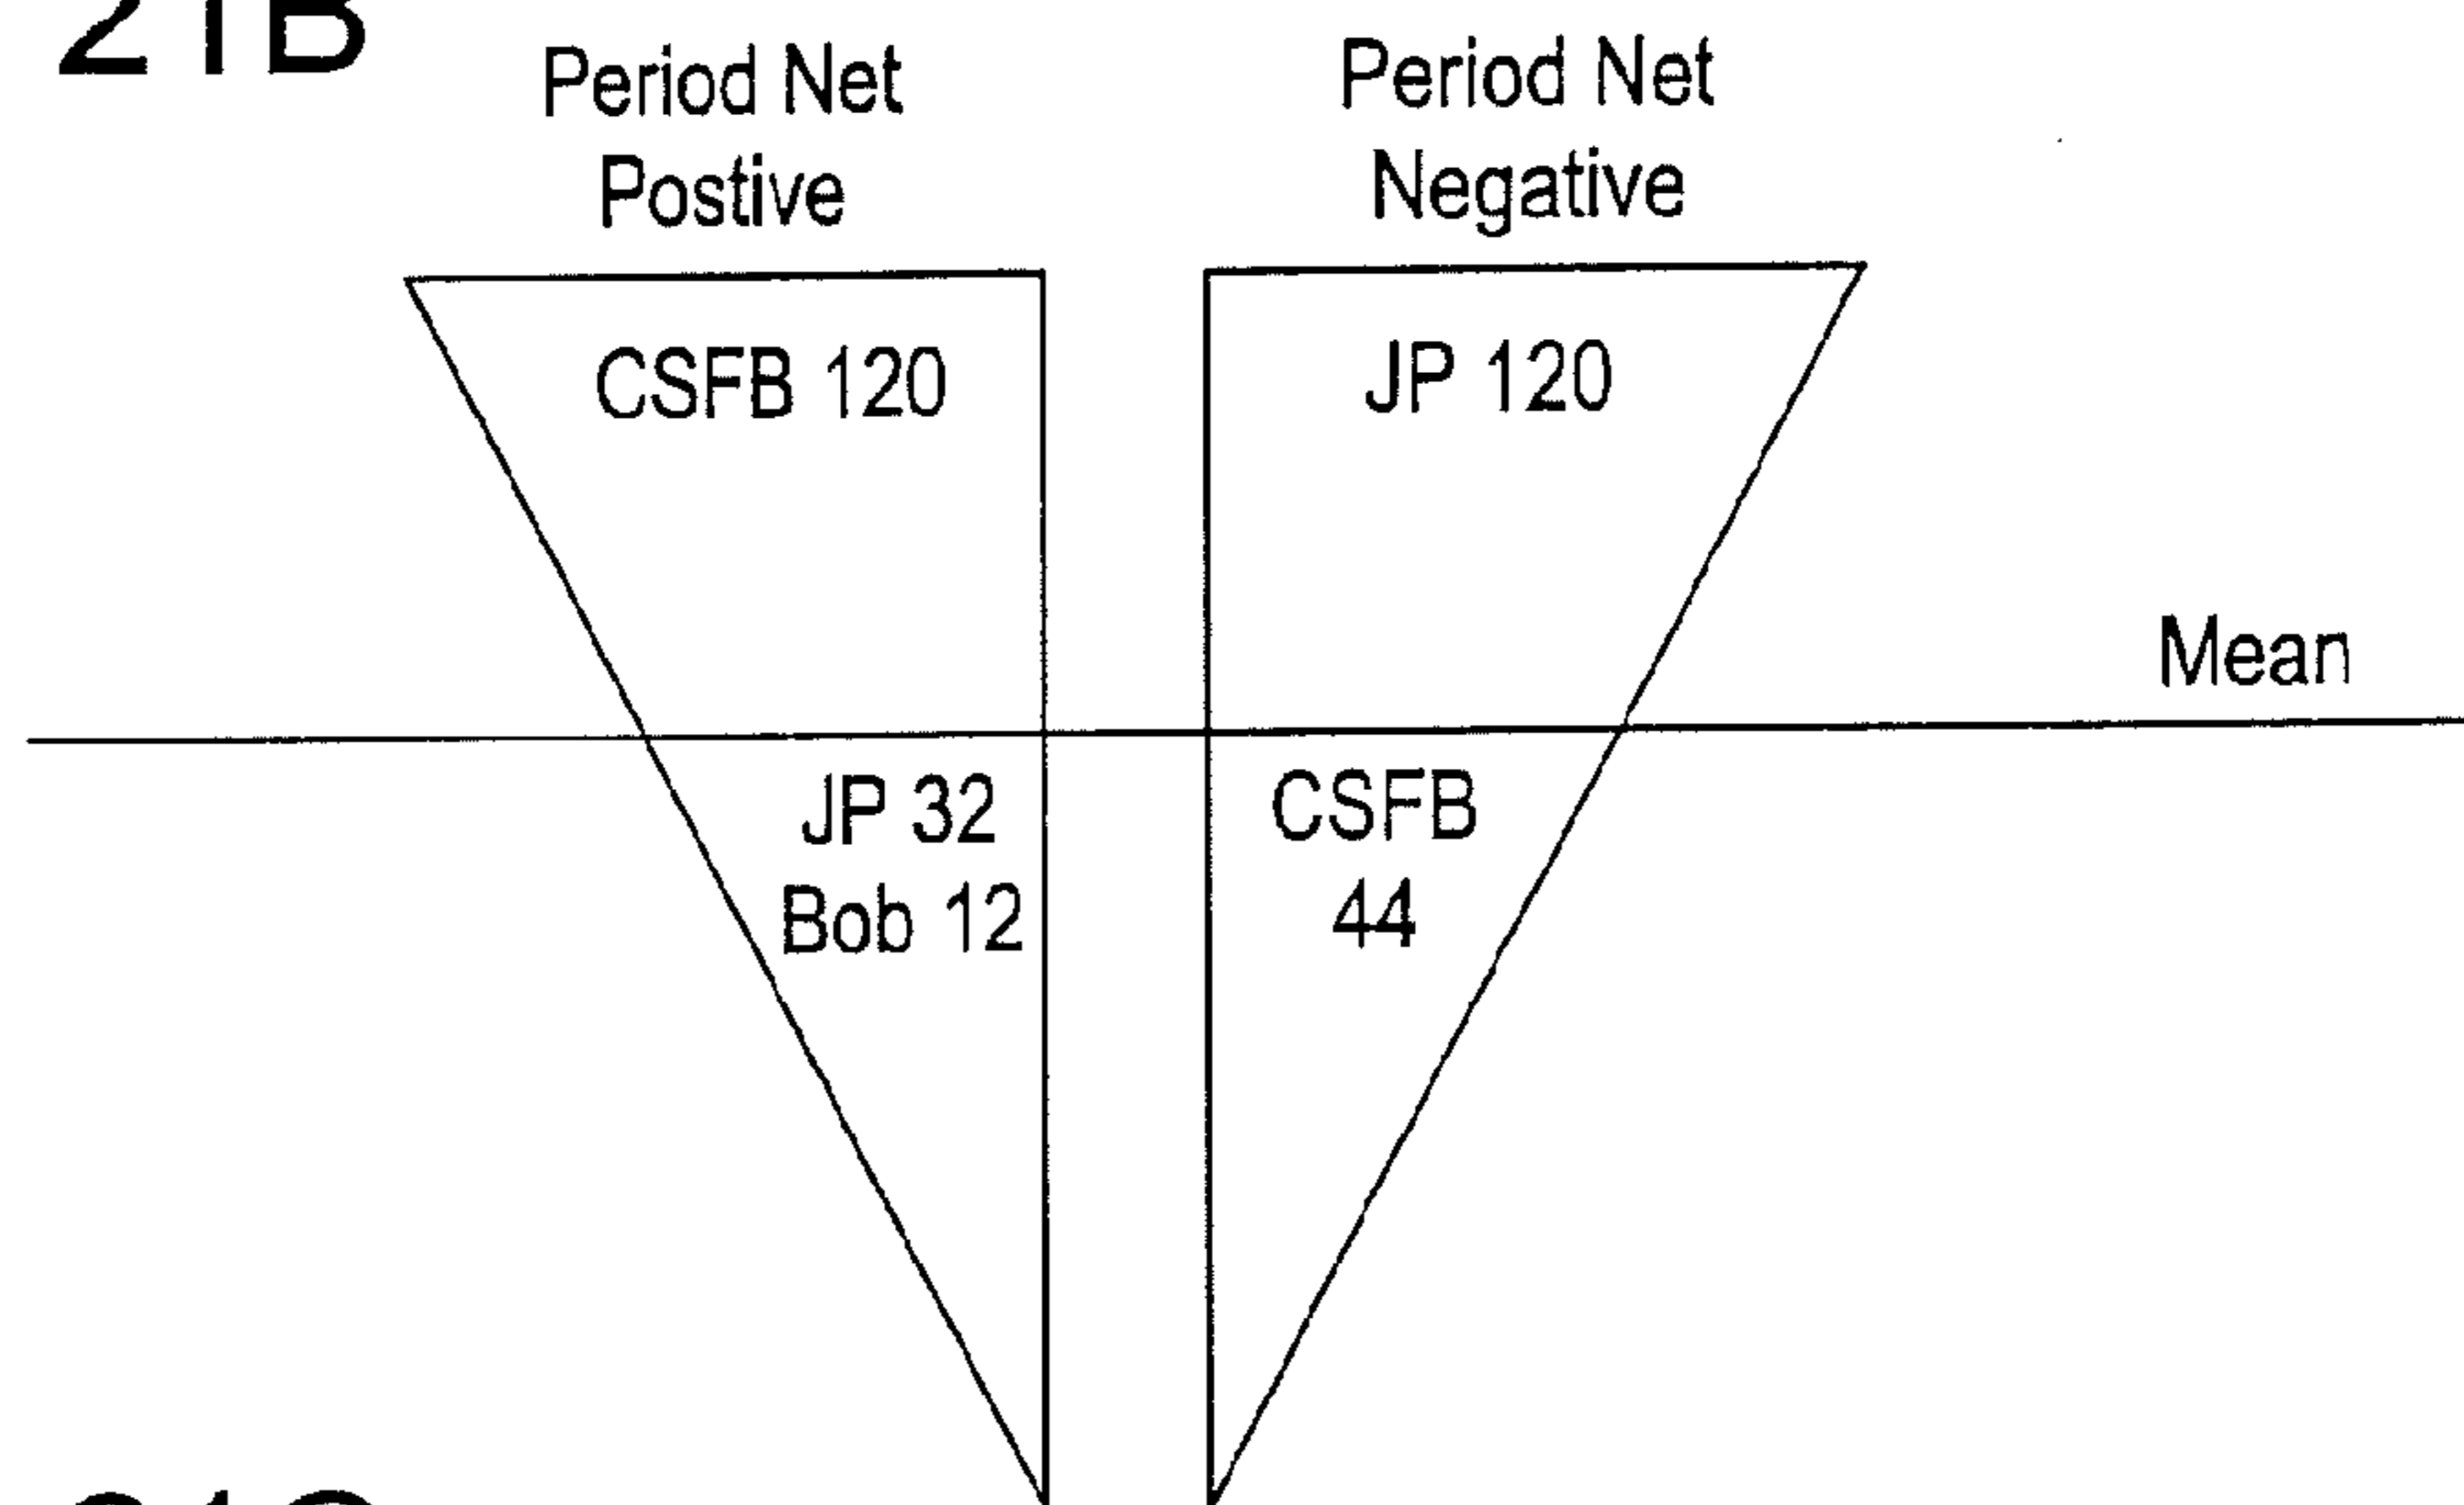 21B
Period Net
Postive
Period Net
Negative
CSFB 120
JP 120
Mean
JP 32
Bob 12
CSFB
44